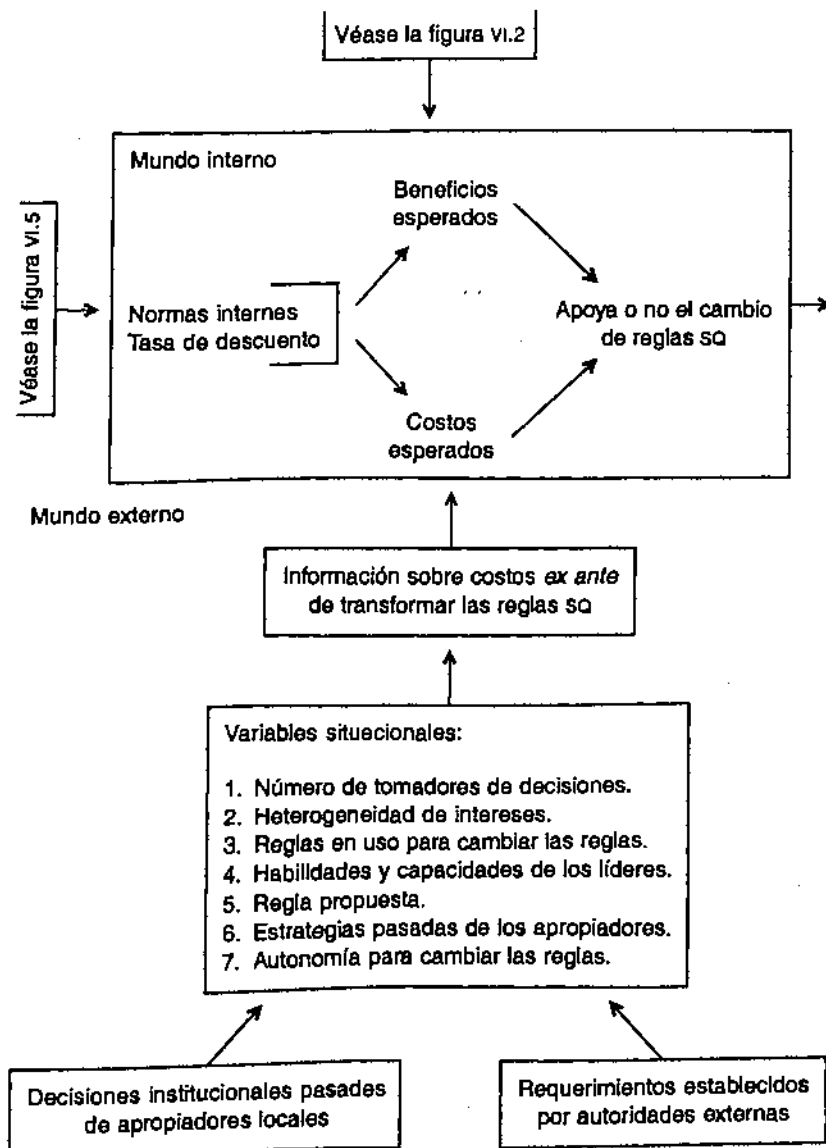 Véase la figura VI.2
Mundo interno
Beneficios
esperados
Véase la figura VI.5
Normas internes
Tasa de descuento
Apoya o no el cambio
de reglas SQ
Costos
esperados
Mundo externo
Información sobre costos ex ante
de transformar las reglas SQ
Variables situecionales:
1. Número de tomadores de decisiones.
2. Heterogeneidad de intereses.
3. Reglas en uso para cambiar las reglas.
4. Habilidades y capacidades de los líderes.
5. Regla propuesta.
6. Estrategias pasadas de los apropiadores.
7. Autonomía para cambiar las reglas.
Decisiones institucionales pasadas
de apropiadores locales
Requerimientos establecidos
por autoridades externas